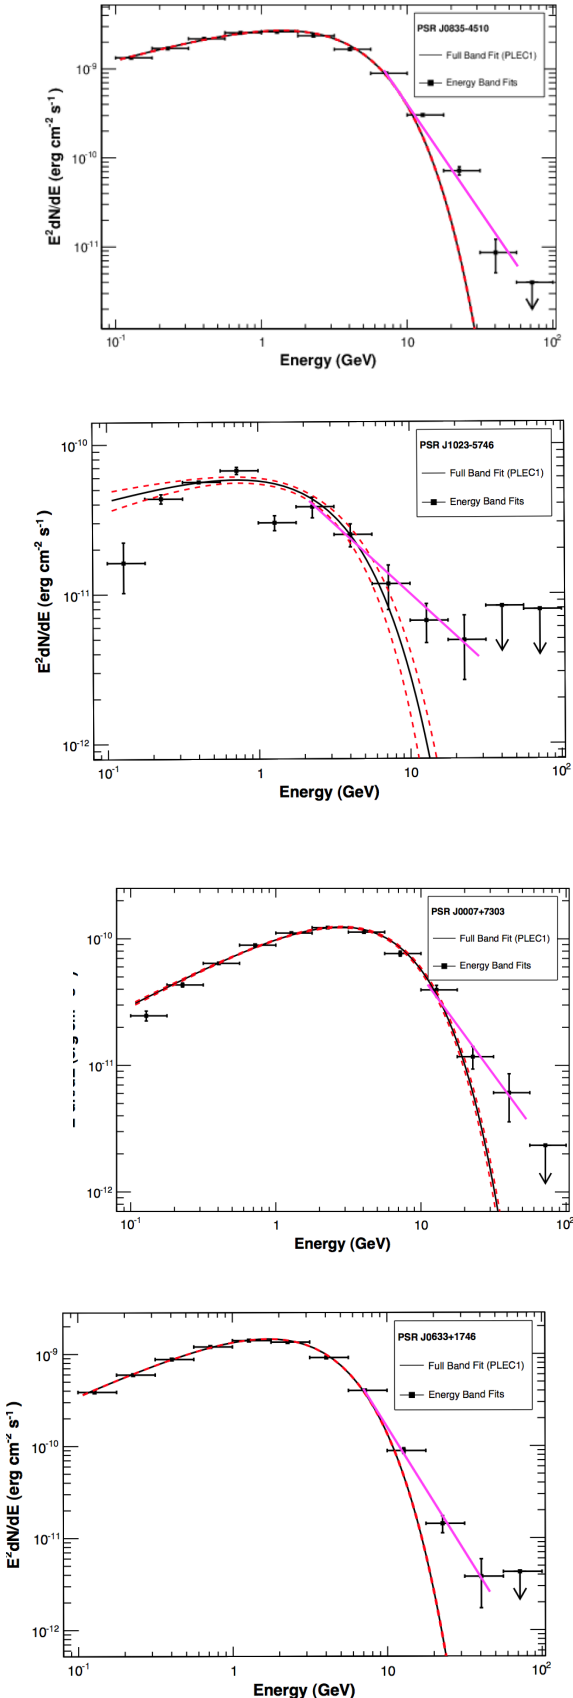 PSR J0835-4510
Full Band Fit (PLEC1)
Energy Band Fits
E²dN/dE (erg cm⁻² s⁻¹)
10⁻⁹
10⁻¹⁰
10⁻¹¹
10⁻¹ 1 10 10²
Energy (GeV)
PSR J1023-5746
Full Band Fit (PLEC1)
Energy Band Fits
E²dN/dE (erg cm⁻² s⁻¹)
10⁻¹⁰
10⁻¹¹
10⁻¹²
10⁻¹ 1 10 10²
Energy (GeV)
PSR J0007+7303
Full Band Fit (PLEC1)
Energy Band Fits
10⁻¹⁰
10⁻¹¹
10⁻¹²
10⁻¹ 1 10 10²
Energy (GeV)
PSR J0633+1746
Full Band Fit (PLEC1)
Energy Band Fits
E²dN/dE (erg cm⁻² s⁻¹)
10⁻⁹
10⁻¹⁰
10⁻¹¹
10⁻¹²
10⁻¹ 1 10 10²
Energy (GeV)